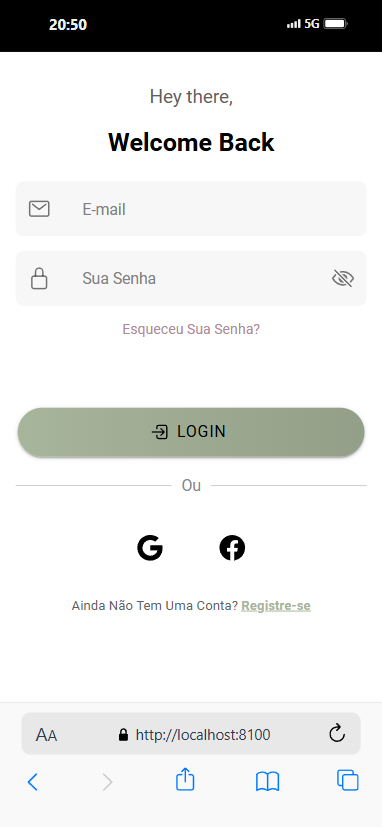 20:50
5G
Hey there,
Welcome Back
E-mail
Sua Senha
Esqueceu Sua Senha?
LOGIN
Ou
Ainda Não Tem Uma Conta? Registre-se
AA
http://localhost:8100